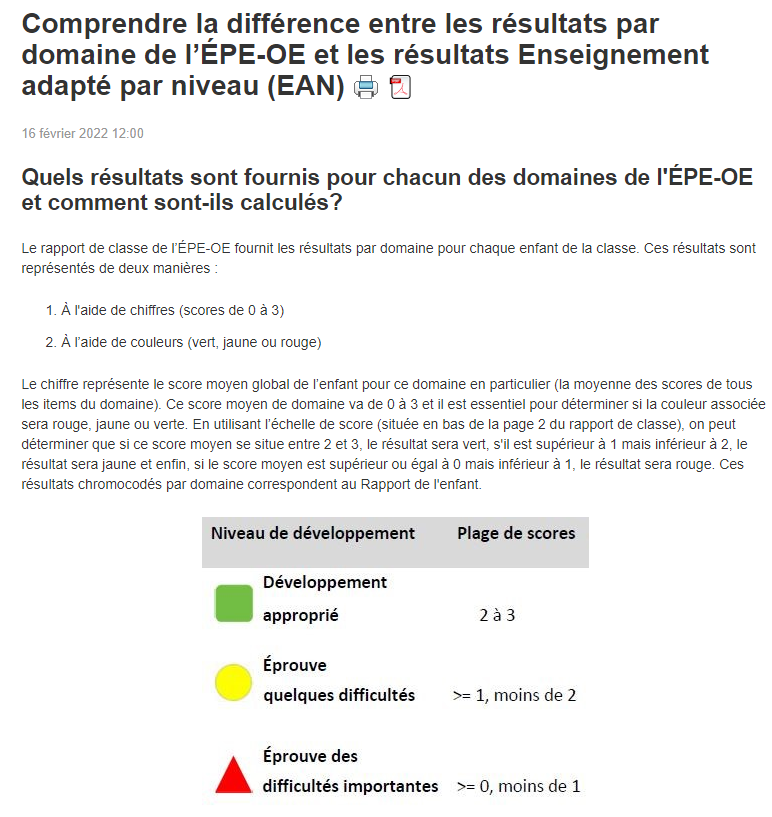 Comprendre la différence entre les résultats par
domaine de l’ÉPE-OE et les résultats Enseignement
adapté par niveau (EAN)
16 février 2022 12:00
Quels résultats sont fournis pour chacun des domaines de l'ÉPE-OE
et comment sont-ils calculés?
Le rapport de classe de l’ÉPE-OE fournit les résultats par domaine pour chaque enfant de la classe. Ces résultats sont
représentés de deux manières :
1. À l'aide de chiffres (scores de 0 à 3)
2. À l’aide de couleurs (vert, jaune ou rouge)
Le chiffre représente le score moyen global de l’enfant pour ce domaine en particulier (la moyenne des scores de tous
les items du domaine). Ce score moyen de domaine va de 0 à 3 et il est essentiel pour déterminer si la couleur associée
sera rouge, jaune ou verte. En utilisant l’échelle de score (située en bas de la page 2 du rapport de classe), on peut
déterminer que si ce score moyen se situe entre 2 et 3, le résultat sera vert, s'il est supérieur à 1 mais inférieur à 2, le
résultat sera jaune et enfin, si le score moyen est supérieur ou égal à 0 mais inférieur à 1, le résultat sera rouge. Ces
résultats chromocodés par domaine correspondent au Rapport de l'enfant.
Niveau de développement Plage de scores
Développement
approprié 2 à 3
Éprouve
quelques difficultés >= 1, moins de 2
Éprouve des
difficultés importantes >= 0, moins de 1